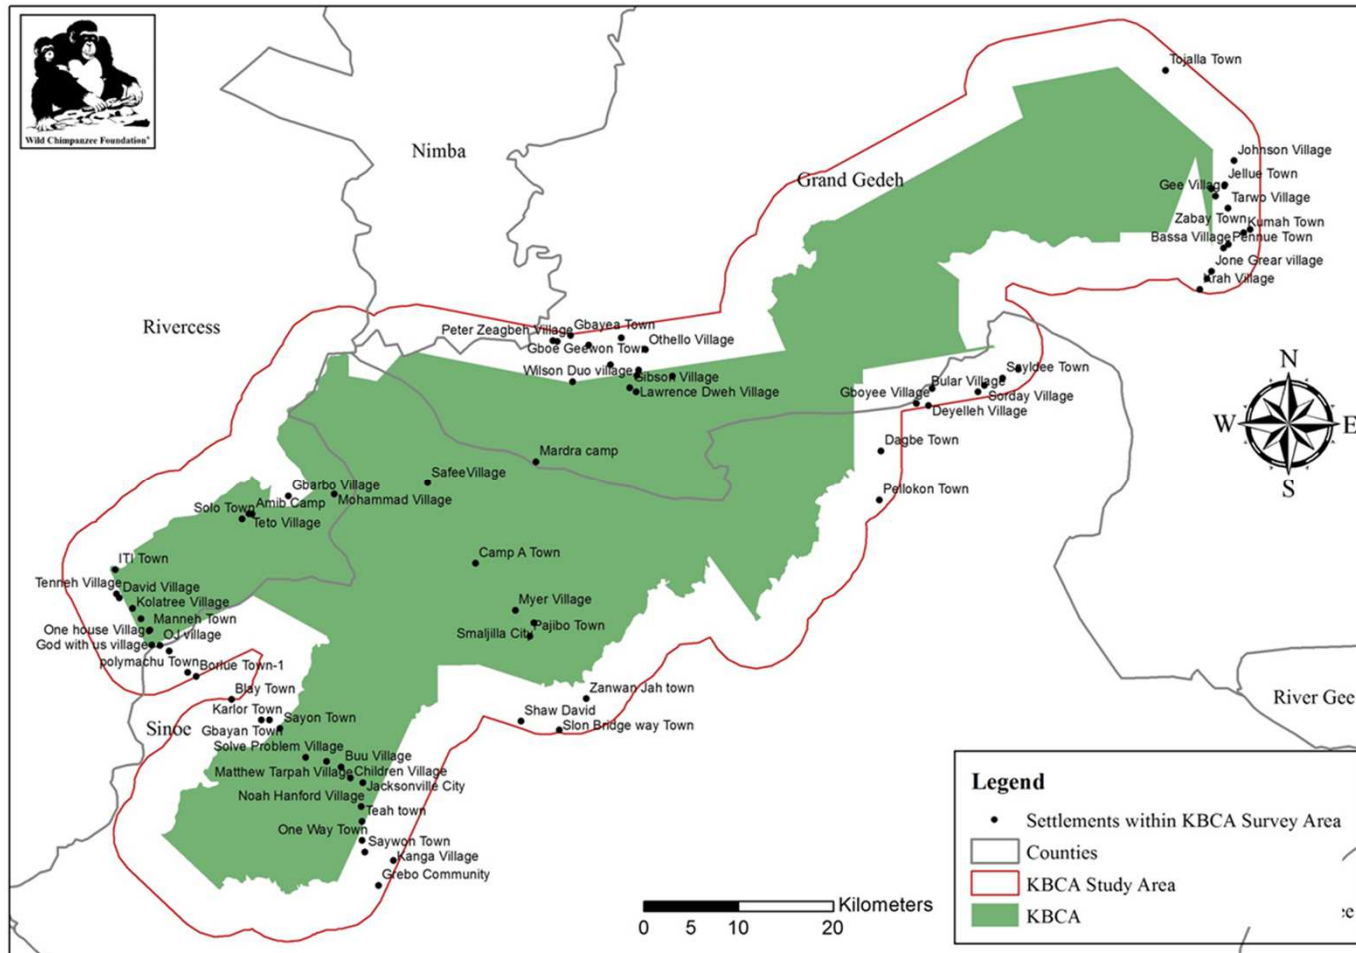 Wild Chimpanzee Foundation®
Tojalla Town
Nimba
Johnson Village
Grand Gedeh
Jellue Town
Gee Village
Tarwo Village
Zabay Town
Kumah Town
Bassa Village
Pennue Town
Jone Grear village
Krah Village
Rivercess
Peter Zeagbeh Village
Gbayea Town
Gboe Geewon Town
Othello Village
Wilson Duo village
Gibson Village
Lawrence Dweh Village
Sayldee Town
Bular Village
Gboyee Village
Sorday Village
Deyelleh Village
N
W
E
S
Dagbe Town
Mardra camp
SafeeVillage
Gbarbo Village
Mohammad Village
Pellokon Town
Solo Town
Amib Camp
Teto Village
Camp A Town
ITI Town
Tenneh Village
David Village
Kolatree Village
Myer Village
Manneh Town
Pajibo Town
One house Village
Smaljilla City
God with us village
OJ village
polymachu Town
Borlue Town-1
Blay Town
Zanwan Jah town
River Gee
Karlor Town
Sayon Town
Shaw David
Sinoe
Gbayan Town
Slon Bridge way Town
Solve Problem Village
Buu Village
Matthew Tarpah Village
Children Village
Jacksonville City
Noah Hanford Village
Teah town
One Way Town
Saywon Town
Kanga Village
Grebo Community
Kilometers
0 5 10 20
Legend
Settlements within KBCA Survey Area
Counties
KBCA Study Area
KBCA